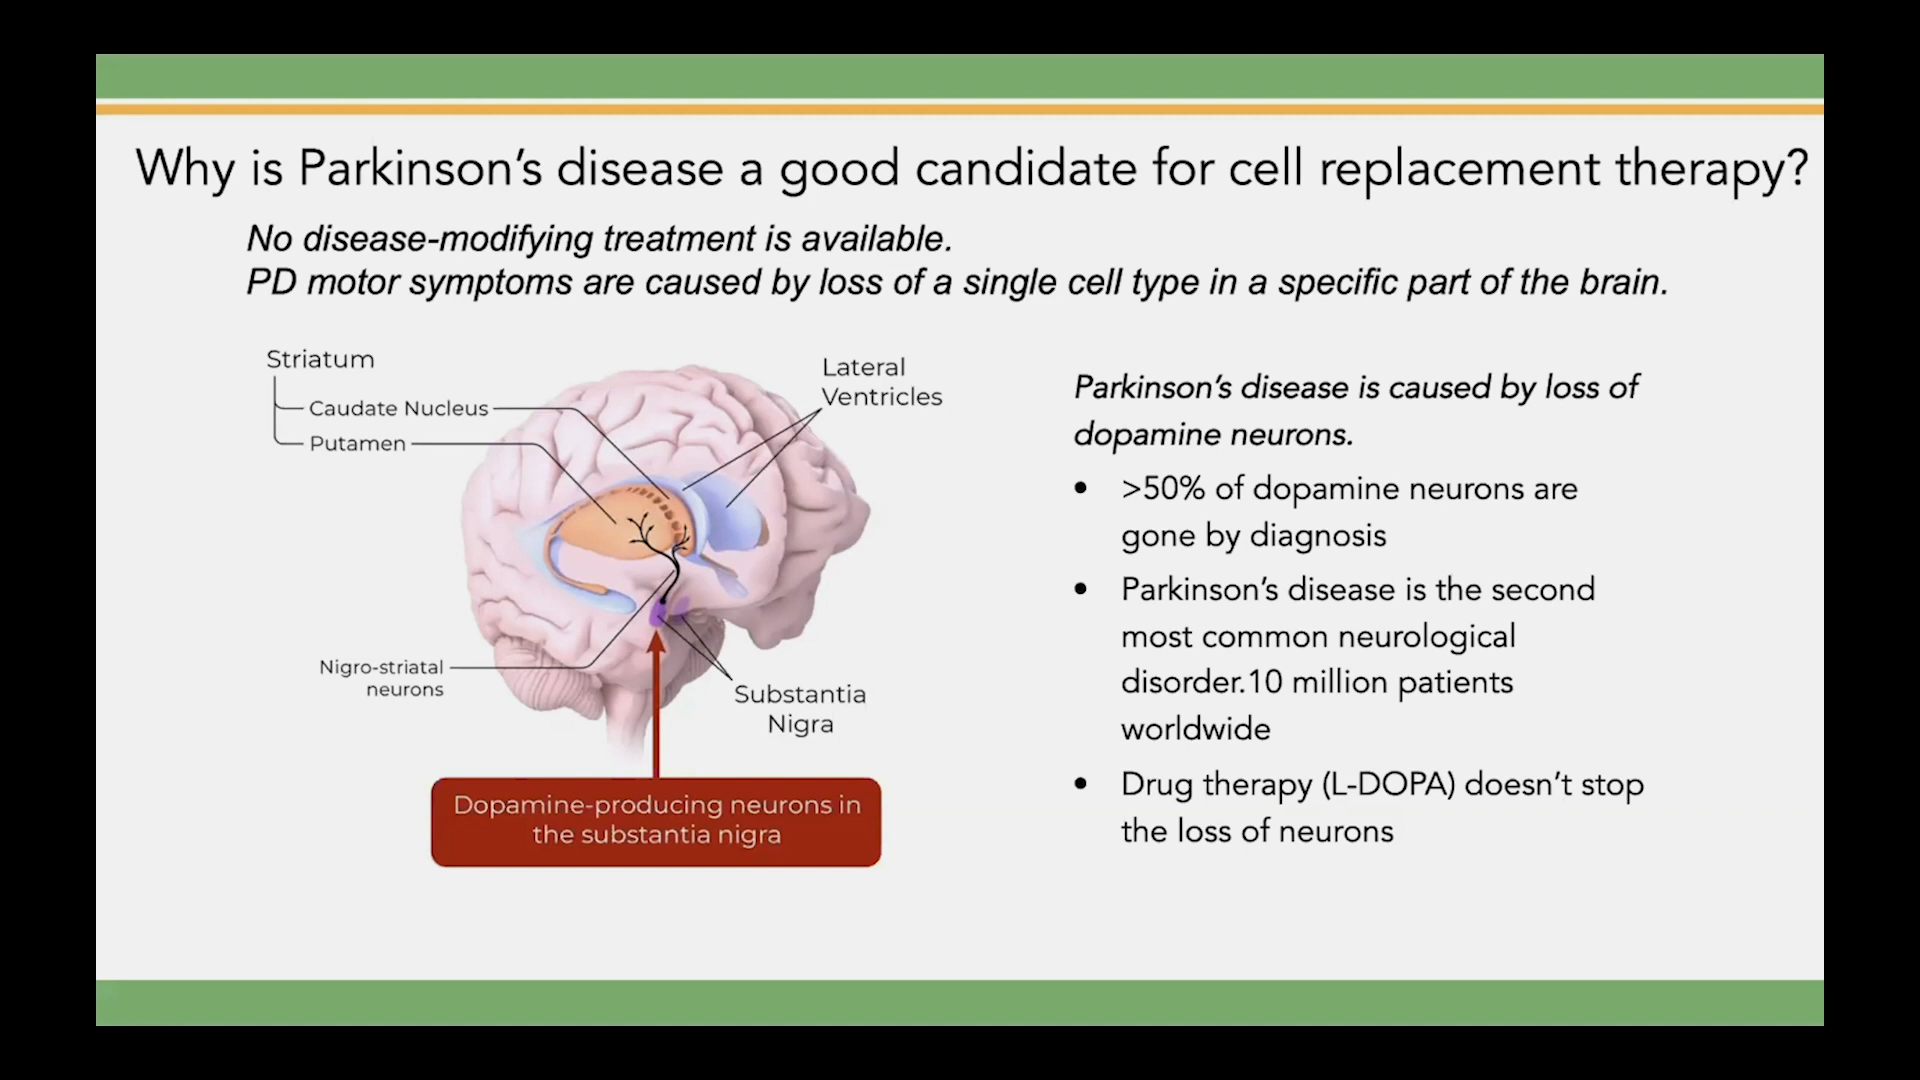 Why is Parkinson's disease a good candidate for cell replacement therapy?
No disease-modifying treatment is available.
PD motor symptoms are caused by loss of a single cell type in a specific part of the brain.
Striatum
Caudate Nucleus
Putamen
Lateral
Ventricles
Nigro-striatal
neurons
Substantia
Nigra
Dopamine-producing neurons in
the substantia nigra
Parkinson's disease is caused by loss of
dopamine neurons.
• >50% of dopamine neurons are
gone by diagnosis
• Parkinson's disease is the second
most common neurological
disorder.10 million patients
worldwide
• Drug therapy (L-DOPA) doesn't stop
the loss of neurons